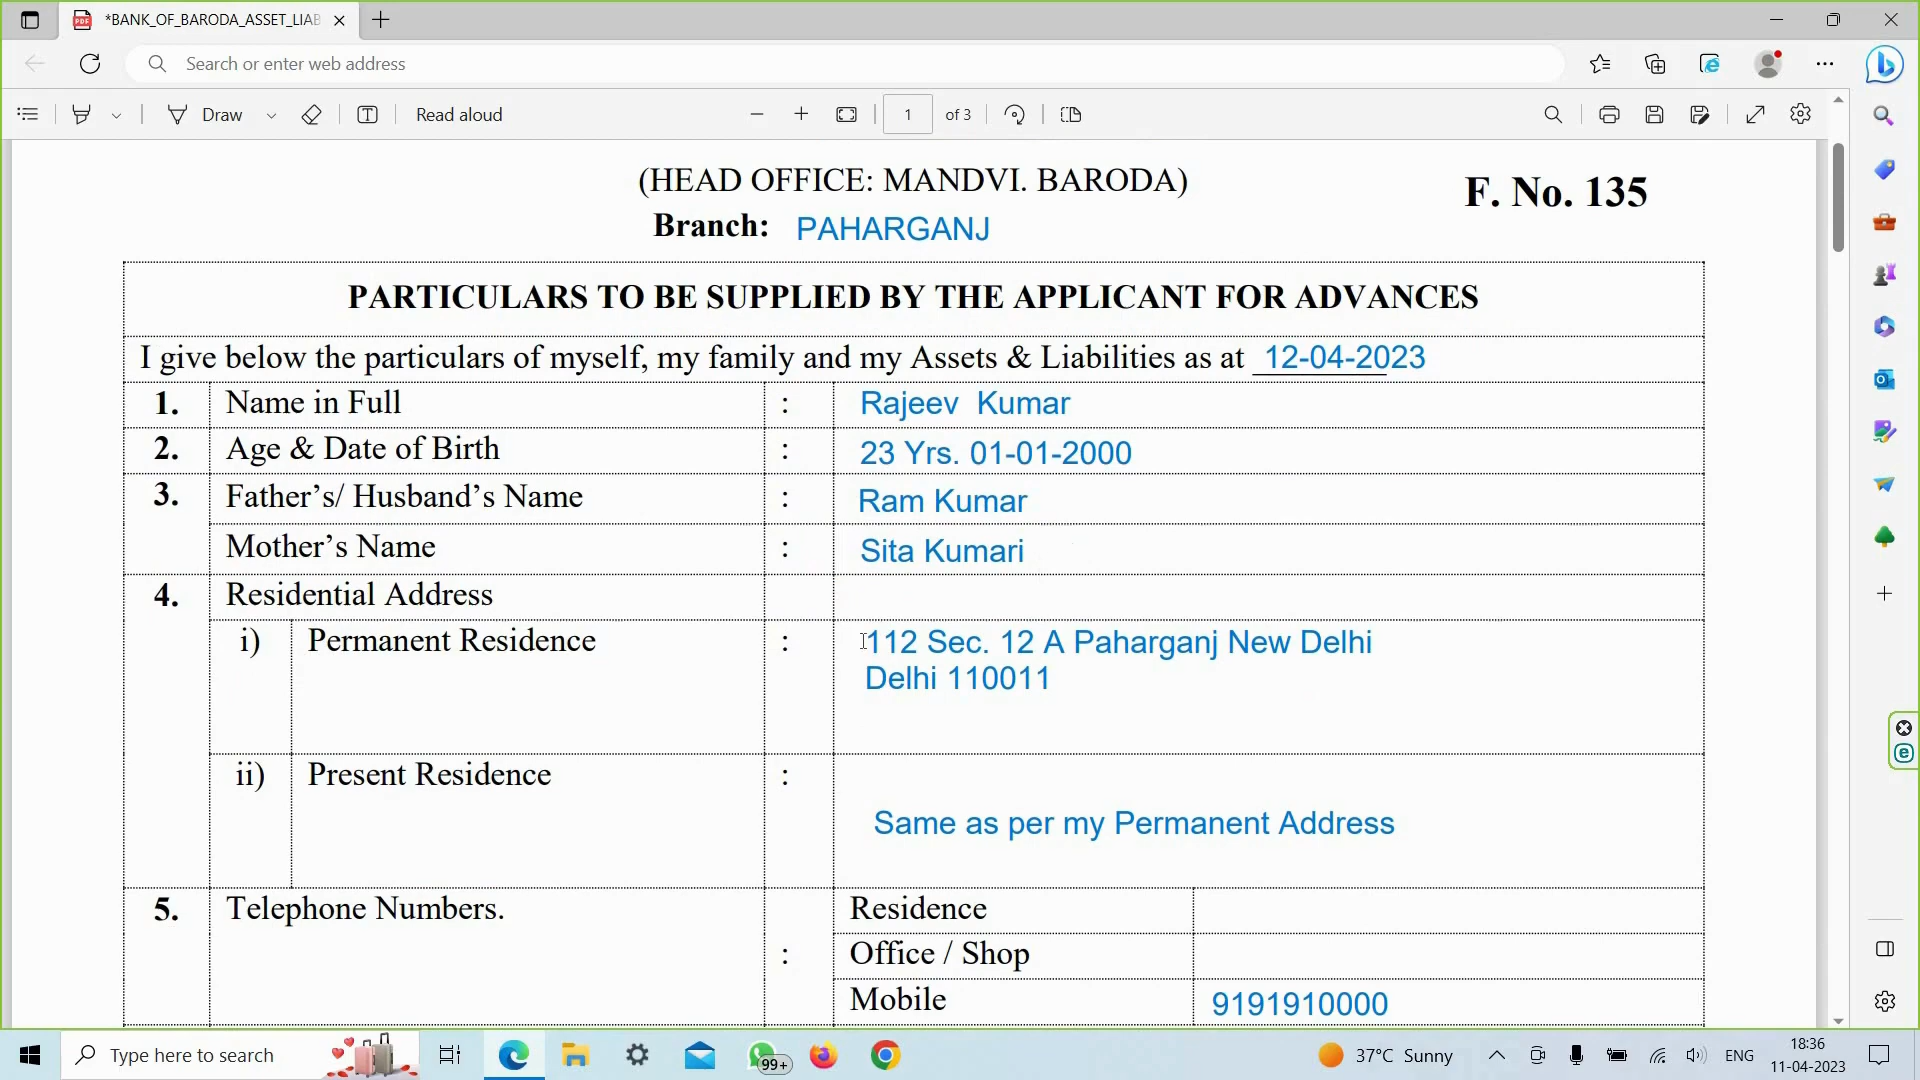 *BANK_OF_BARODA_ASSET_LIAB
Search or enter web address
Draw
Read aloud
1 of 3
(HEAD OFFICE: MANDVI. BARODA)
F. No. 135
Branch: PAHARGANJ
PARTICULARS TO BE SUPPLIED BY THE APPLICANT FOR ADVANCES
I give below the particulars of myself, my family and my Assets & Liabilities as at 12-04-2023
1. Name in Full : Rajeev Kumar
2. Age & Date of Birth : 23 Yrs. 01-01-2000
3. Father’s/ Husband’s Name : Ram Kumar
Mother’s Name : Sita Kumari
4. Residential Address
i) Permanent Residence : 112 Sec. 12 A Paharganj New Delhi
Delhi 110011
ii) Present Residence :
Same as per my Permanent Address
5. Telephone Numbers. Residence
: Office / Shop
Mobile 9191910000
Type here to search
99+
37°C Sunny
ENG
18:36
11-04-2023